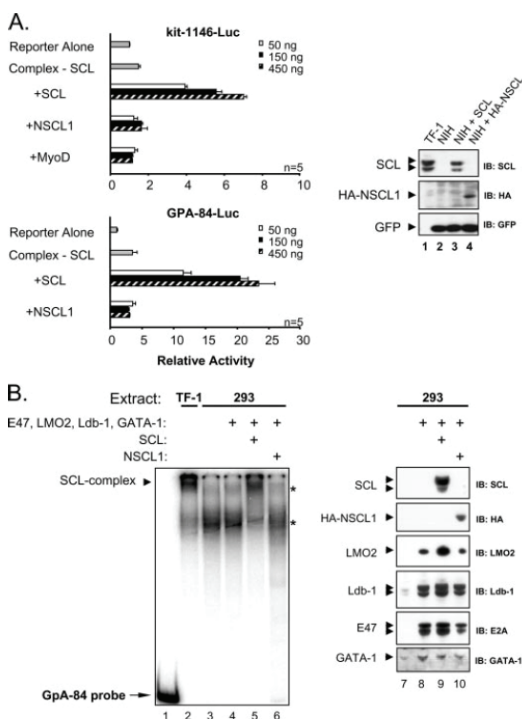 A.
kit-1146-Luc
Reporter Alone
Complex - SCL
+SCL
+NSCL1
+MyoD
50 ng
150 ng
450 ng
n=5
0 2 4 6 8 10
GPA-84-Luc
Reporter Alone
Complex - SCL
+SCL
+NSCL1
50 ng
150 ng
450 ng
n=5
0 5 10 15 20 25 30
Relative Activity
TF-1
NIH
NIH + SCL
NIH + HA-NSCL
SCL
IB: SCL
HA-NSCL1
IB: HA
GFP
IB: GFP
1 2 3 4
B.
Extract: TF-1 293
E47, LMO2, Ldb-1, GATA-1: + + +
SCL: +
NSCL1: +
SCL-complex
*
*
GpA-84 probe
1 2 3 4 5 6
293
+ + +
+
+
SCL
IB: SCL
HA-NSCL1
IB: HA
LMO2
IB: LMO2
Ldb-1
IB: Ldb-1
E47
IB: E2A
GATA-1
IB: GATA-1
7 8 9 10